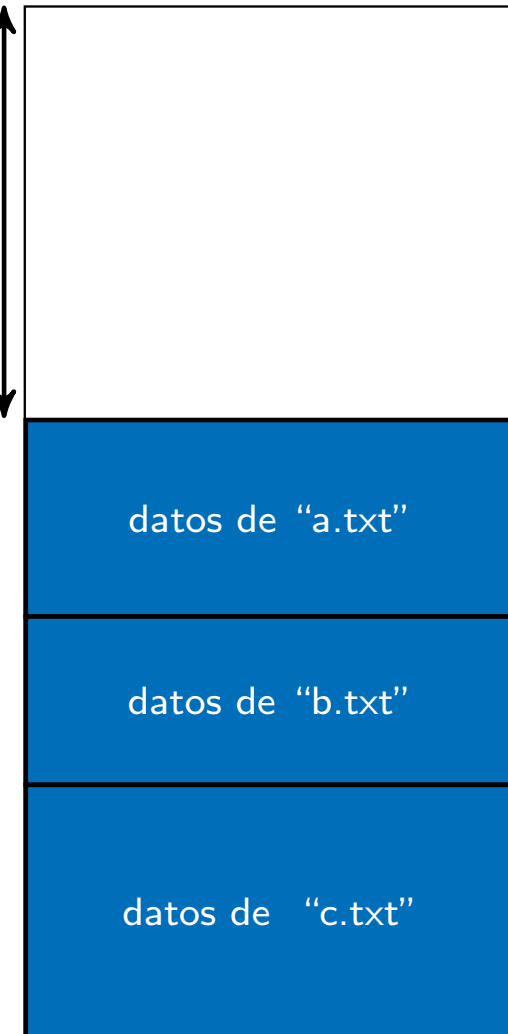 datos de “a.txt”
datos de “b.txt”
datos de “c.txt”